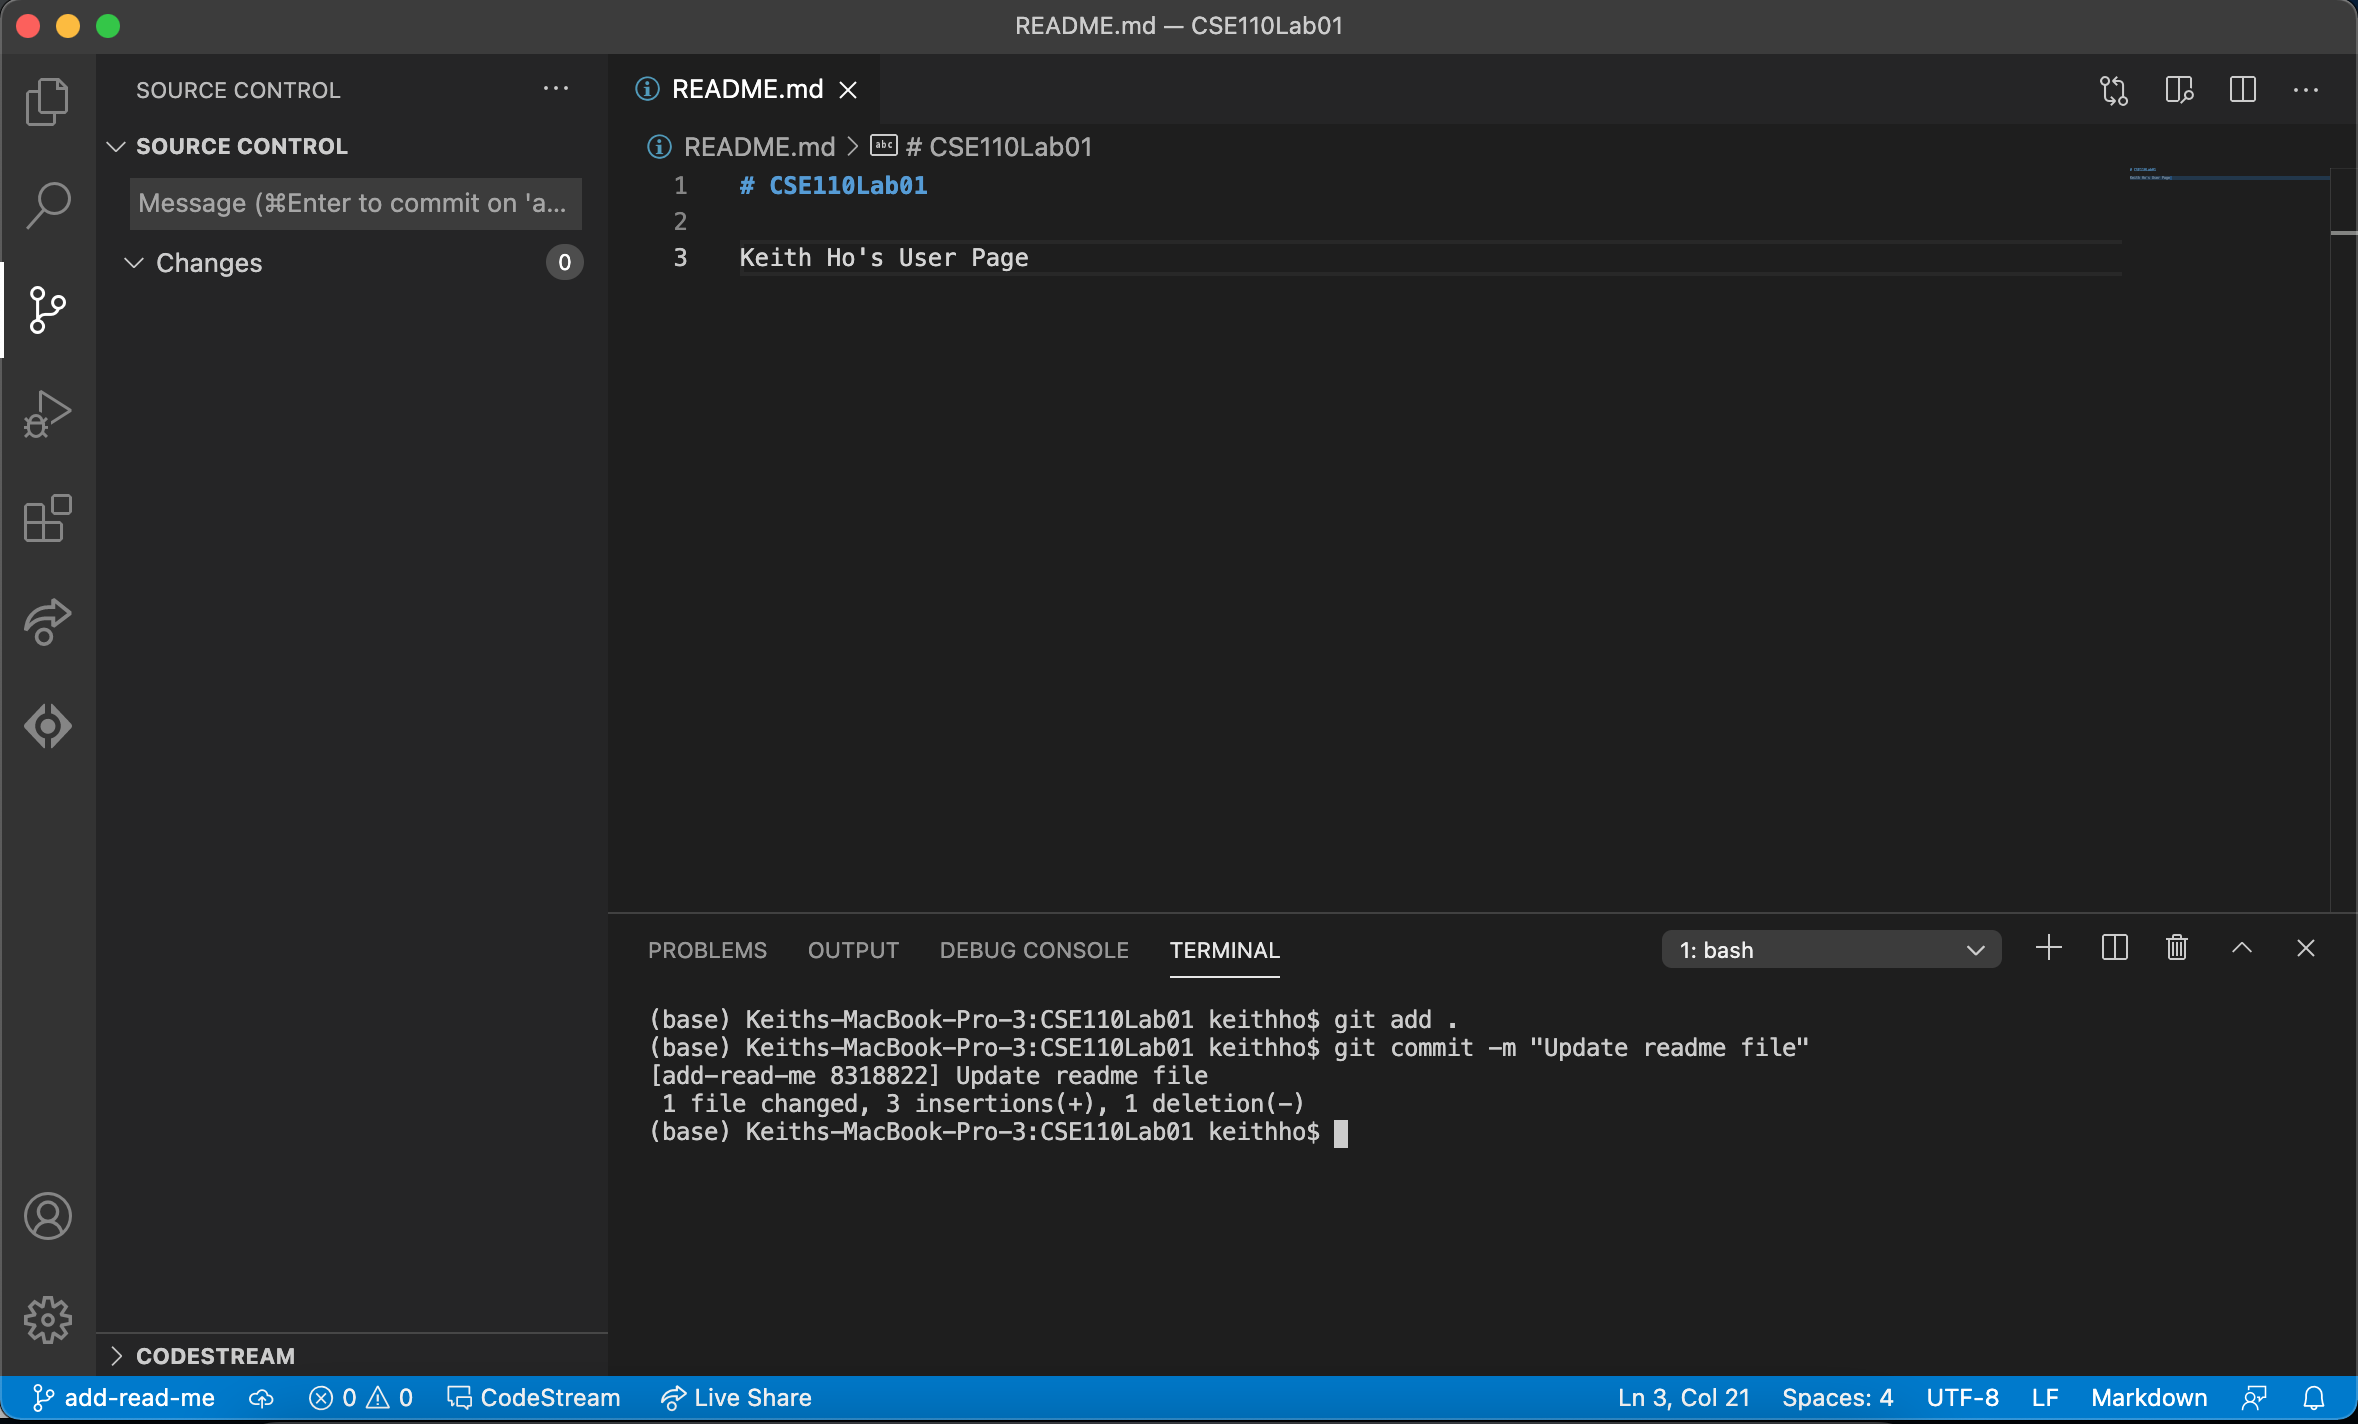 README.md — CSE110Lab01
SOURCE CONTROL
SOURCE CONTROL
Message (⌘Enter to commit on 'a...
Changes
0
README.md
README.md > abc # CSE110Lab01
1 # CSE110Lab01
2
3 Keith Ho's User Page
PROBLEMS OUTPUT DEBUG CONSOLE TERMINAL
1: bash
(base) Keiths-MacBook-Pro-3:CSE110Lab01 keithho$ git add .
(base) Keiths-MacBook-Pro-3:CSE110Lab01 keithho$ git commit -m "Update readme file"
[add-read-me 8318822] Update readme file
1 file changed, 3 insertions(+), 1 deletion(-)
(base) Keiths-MacBook-Pro-3:CSE110Lab01 keithho$
CODESTREAM
add-read-me 0 0 CodeStream Live Share Ln 3, Col 21 Spaces: 4 UTF-8 LF Markdown